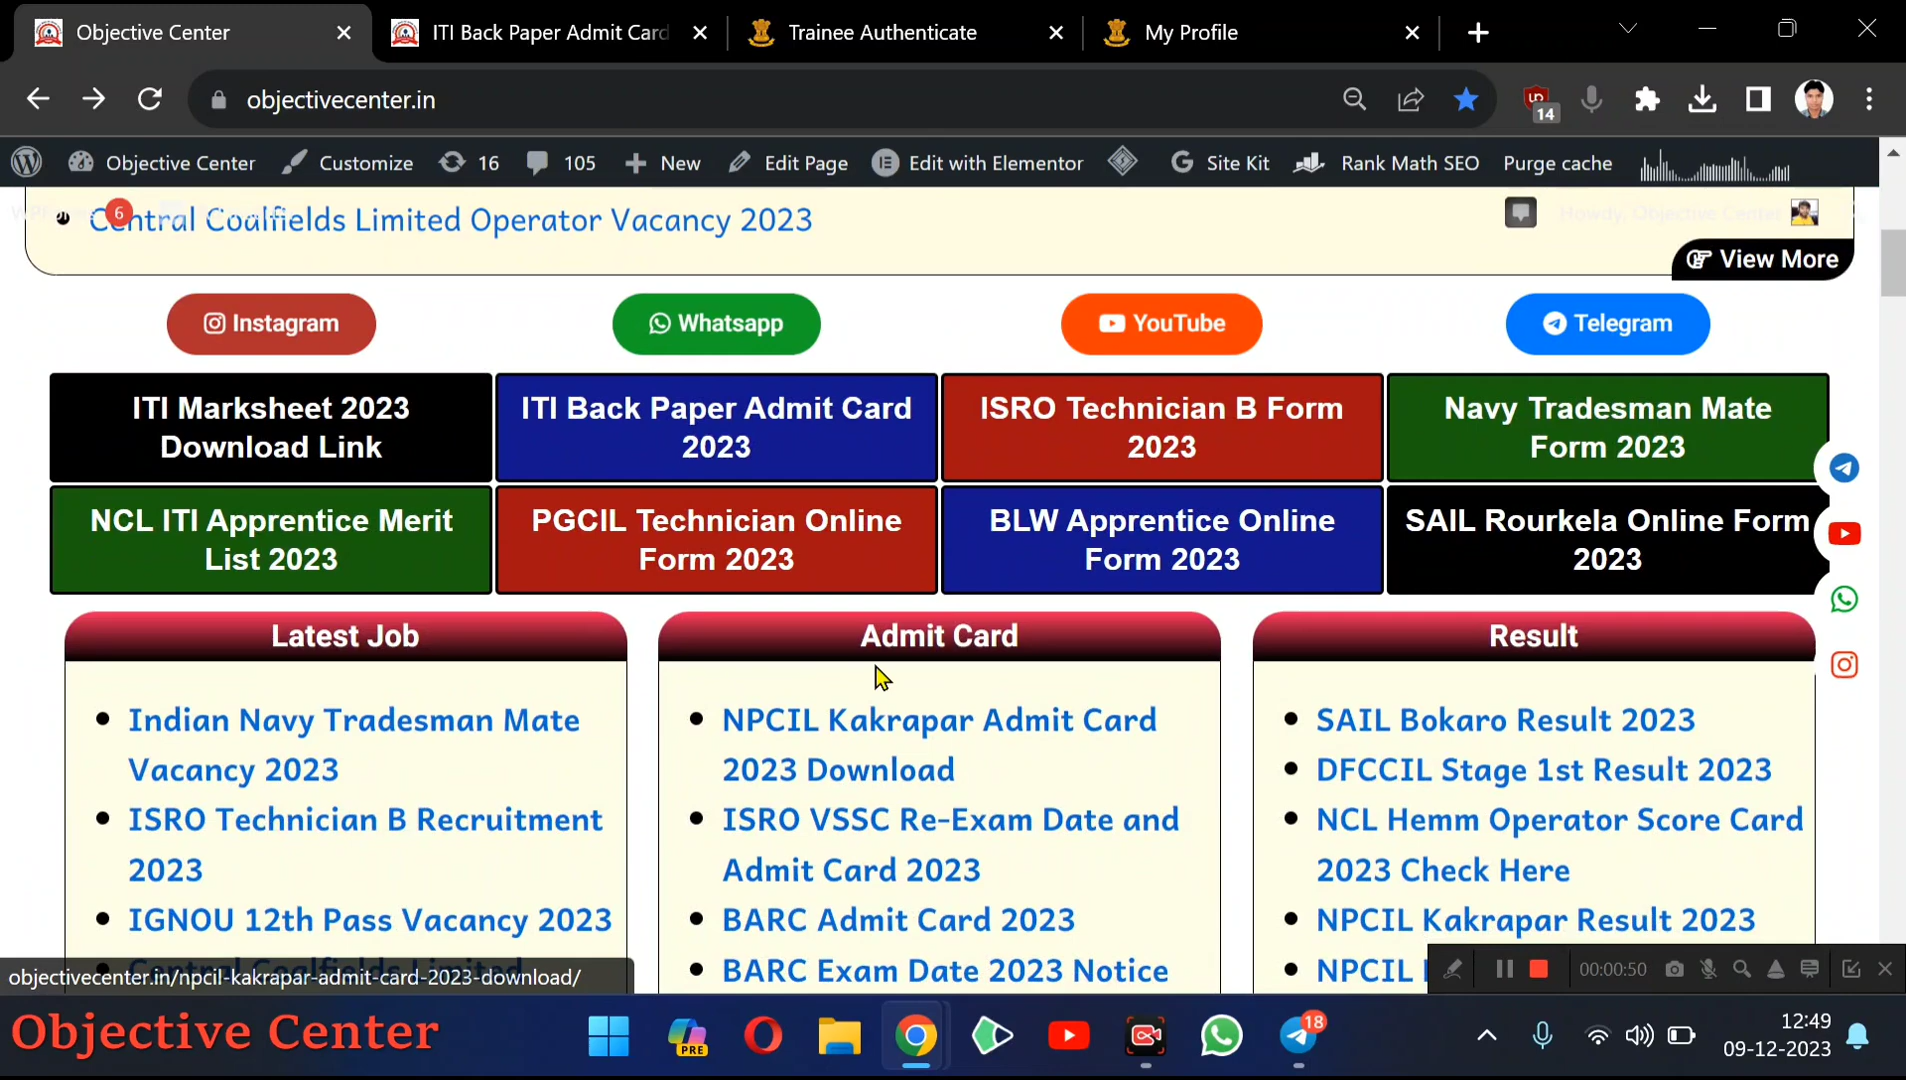 Objective Center
ITI Back Paper Admit Card
Trainee Authenticate
My Profile
objectivecenter.in
14
Objective Center
Customize
16
105
New
Edit Page
Edit with Elementor
Site Kit
Rank Math SEO
Purge cache
6
Howdy, Objective Center
Central Coalfields Limited Operator Vacancy 2023
View More
Instagram
Whatsapp
YouTube
Telegram
ITI Marksheet 2023
Download Link
ITI Back Paper Admit Card
2023
ISRO Technician B Form
2023
Navy Tradesman Mate
Form 2023
NCL ITI Apprentice Merit
List 2023
PGCIL Technician Online
Form 2023
BLW Apprentice Online
Form 2023
SAIL Rourkela Online Form
2023
Latest Job
Indian Navy Tradesman Mate
Vacancy 2023
ISRO Technician B Recruitment
2023
IGNOU 12th Pass Vacancy 2023
Central Coalfields Limited
Admit Card
NPCIL Kakrapar Admit Card
2023 Download
ISRO VSSC Re-Exam Date and
Admit Card 2023
BARC Admit Card 2023
BARC Exam Date 2023 Notice
Result
SAIL Bokaro Result 2023
DFCCIL Stage 1st Result 2023
NCL Hemm Operator Score Card
2023 Check Here
NPCIL Kakrapar Result 2023
NPCIL
objectivecenter.in/npcil-kakrapar-admit-card-2023-download/
00:00:50
Objective Center
PRE
18
12:49
09-12-2023